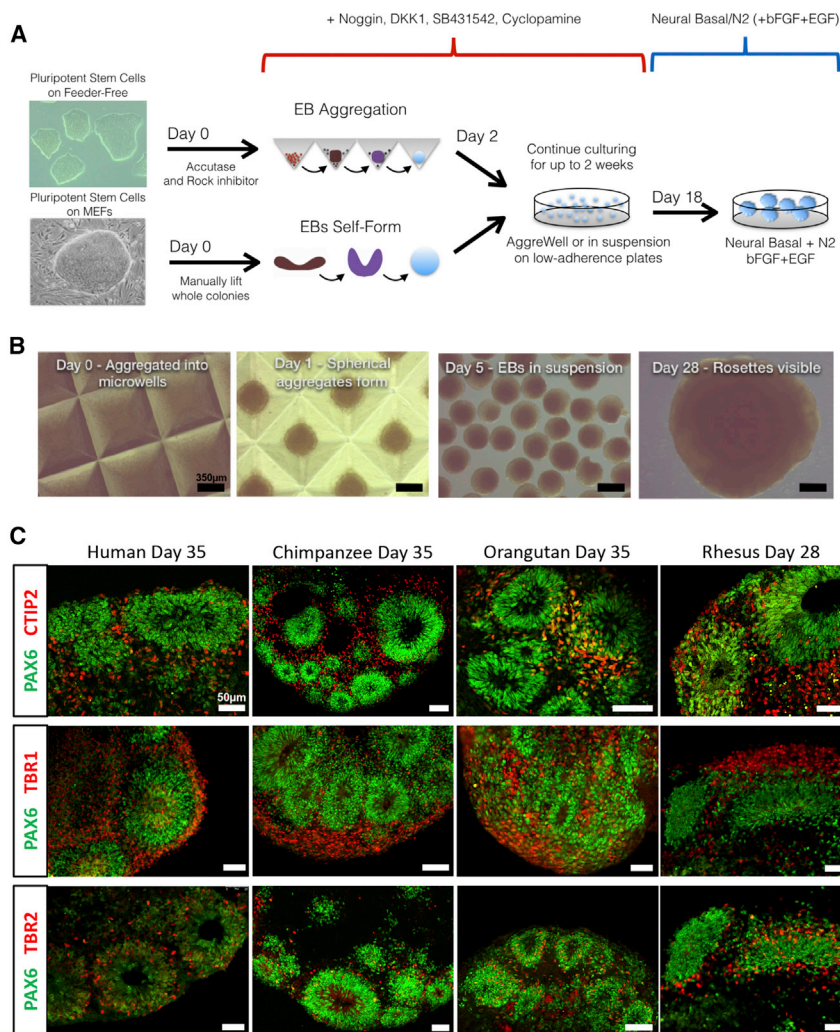 A
+ Noggin, DKK1, SB431542, Cyclopamine
Neural Basal/N2 (+bFGF+EGF)
Pluripotent Stem Cells
on Feeder-Free
Day 0
Accutase
and Rock inhibitor
EB Aggregation
Day 2
Continue culturing
for up to 2 weeks
Pluripotent Stem Cells
on MEFs
Day 0
Manually lift
whole colonies
EBs Self-Form
AggreWell or in suspension
on low-adherence plates
Day 18
Neural Basal + N2
bFGF+EGF
B
Day 0 - Aggregated into
microwells
350µm
Day 1 - Spherical
aggregates form
Day 5 - EBs in suspension
Day 28 - Rosettes visible
C
Human Day 35
Chimpanzee Day 35
Orangutan Day 35
Rhesus Day 28
PAX6 CTIP2
50µm
PAX6 TBR1
PAX6 TBR2